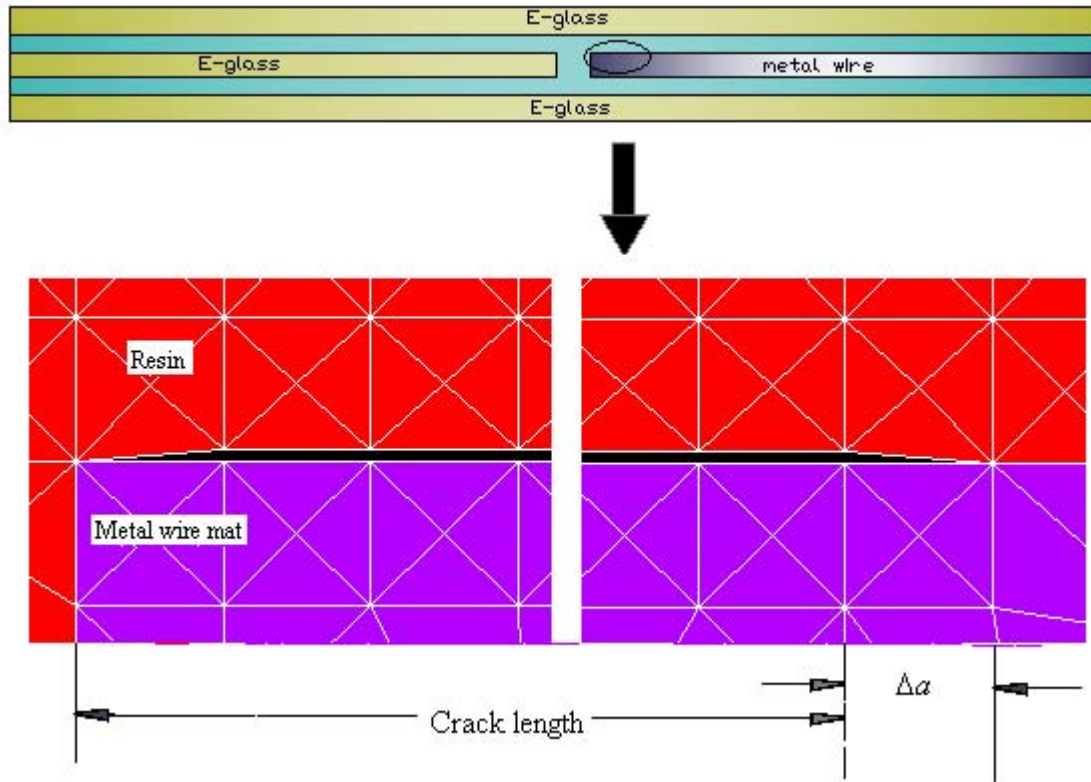 E-glass
E-glass
metal wire
E-glass
Resin
Metal wire mat
Δa
Crack length